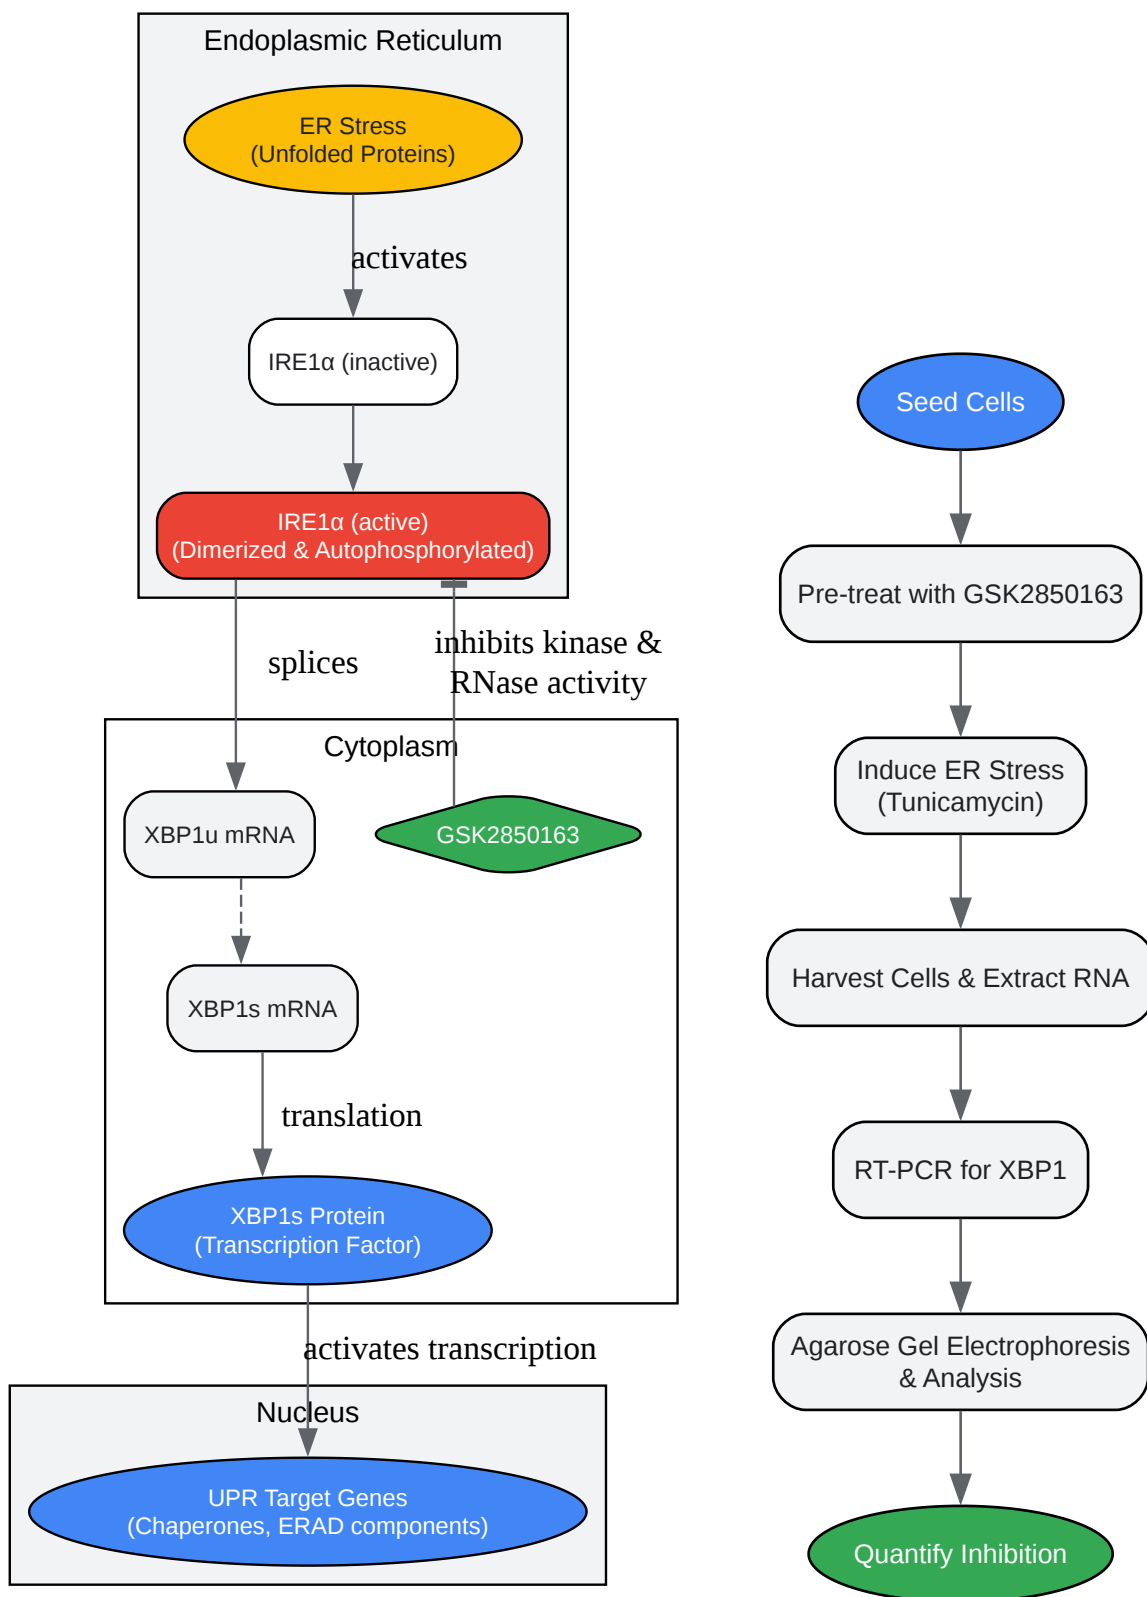 Endoplasmic Reticulum
ER Stress
(Unfolded Proteins)
activates
IRE1α (inactive)
IRE1α (active)
(Dimerized & Autophosphorylated)
splices
inhibits kinase &
RNase activity
Cytoplasm
XBP1u mRNA
GSK2850163
XBP1s mRNA
translation
XBP1s Protein
(Transcription Factor)
activates transcription
Nucleus
UPR Target Genes
(Chaperones, ERAD components)
Seed Cells
Pre-treat with GSK2850163
Induce ER Stress
(Tunicamycin)
Harvest Cells & Extract RNA
RT-PCR for XBP1
Agarose Gel Electrophoresis
& Analysis
Quantify Inhibition